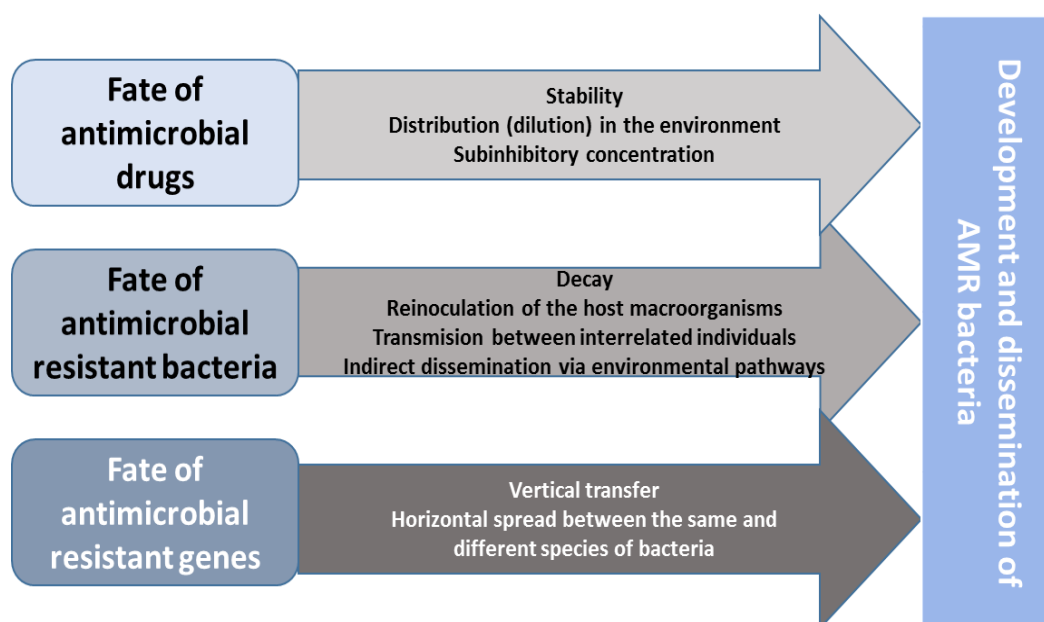 Fate of
antimicrobial
drugs
Stability
Distribution (dilution) in the environment
Subinhibitory concentration
Fate of
antimicrobial
resistant bacteria
Decay
Reinoculation of the host macroorganisms
Transmision between interrelated individuals
Indirect dissemination via environmental pathways
Fate of
antimicrobial
resistant genes
Vertical transfer
Horizontal spread between the same and
different species of bacteria
Development and dissemination of
AMR bacteria